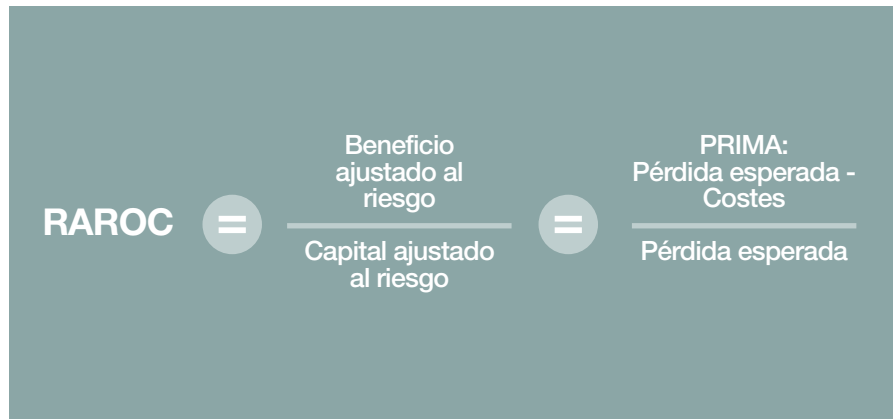 RAROC
=
Beneficio
ajustado al
riesgo
Capital ajustado
al riesgo
=
PRIMA:
Pérdida esperada -
Costes
Pérdida esperada